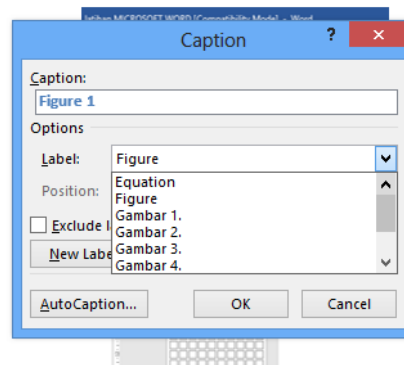 latihan MICROSOFT WORD [Compatibility Mode] - Word
Caption
? ×
Caption:
Figure 1
Options
Label: Figure
Position:
Equation
Figure
Gambar 1.
Gambar 2.
Gambar 3.
Gambar 4.
Exclude l
New Labe
AutoCaption... OK Cancel